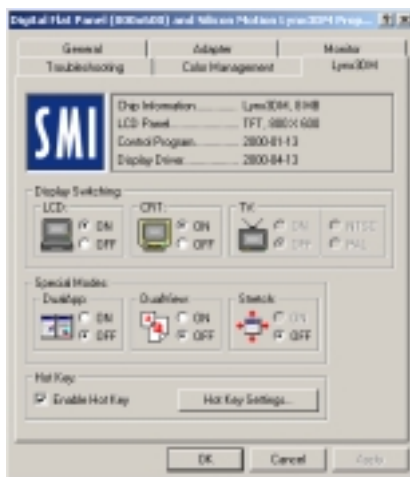 Digital Flat Panel (800x600) and Silicon Motion Lynx3DM Prop... ? X
General Adapter Monitor
Troubleshooting Color Management Lynx3DM
SMI
Chip Information.......... Lynx3DM, 8 MB
LCD Panel.......... TFT, 800 X 600
Control Program.......... 2000-01-13
Display Driver.......... 2000-04-13
Display Switching:
LCD: CRT: TV:
ON ON ON NTSC
OFF OFF OFF PAL
Special Modes:
DualApp: DualView: Stretch:
ON ON ON
OFF OFF OFF
Hot Key:
Enable Hot Key Hot Key Settings...
OK Cancel Apply